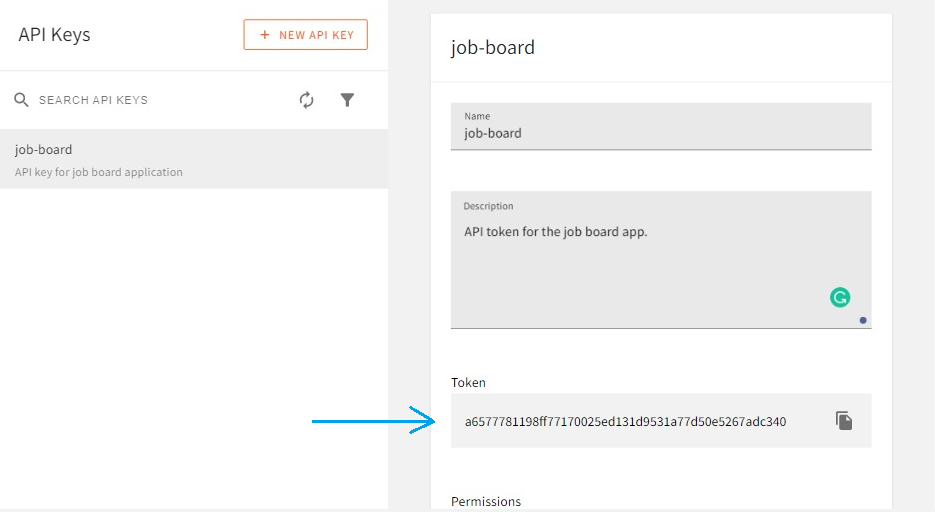 API Keys
+ NEW API KEY
SEARCH API KEYS
job-board
API key for job board application
job-board
Name
job-board
Description
API token for the job board app.
Token
a6577781198ff77170025ed131d9531a77d50e5267adc340
Permissions